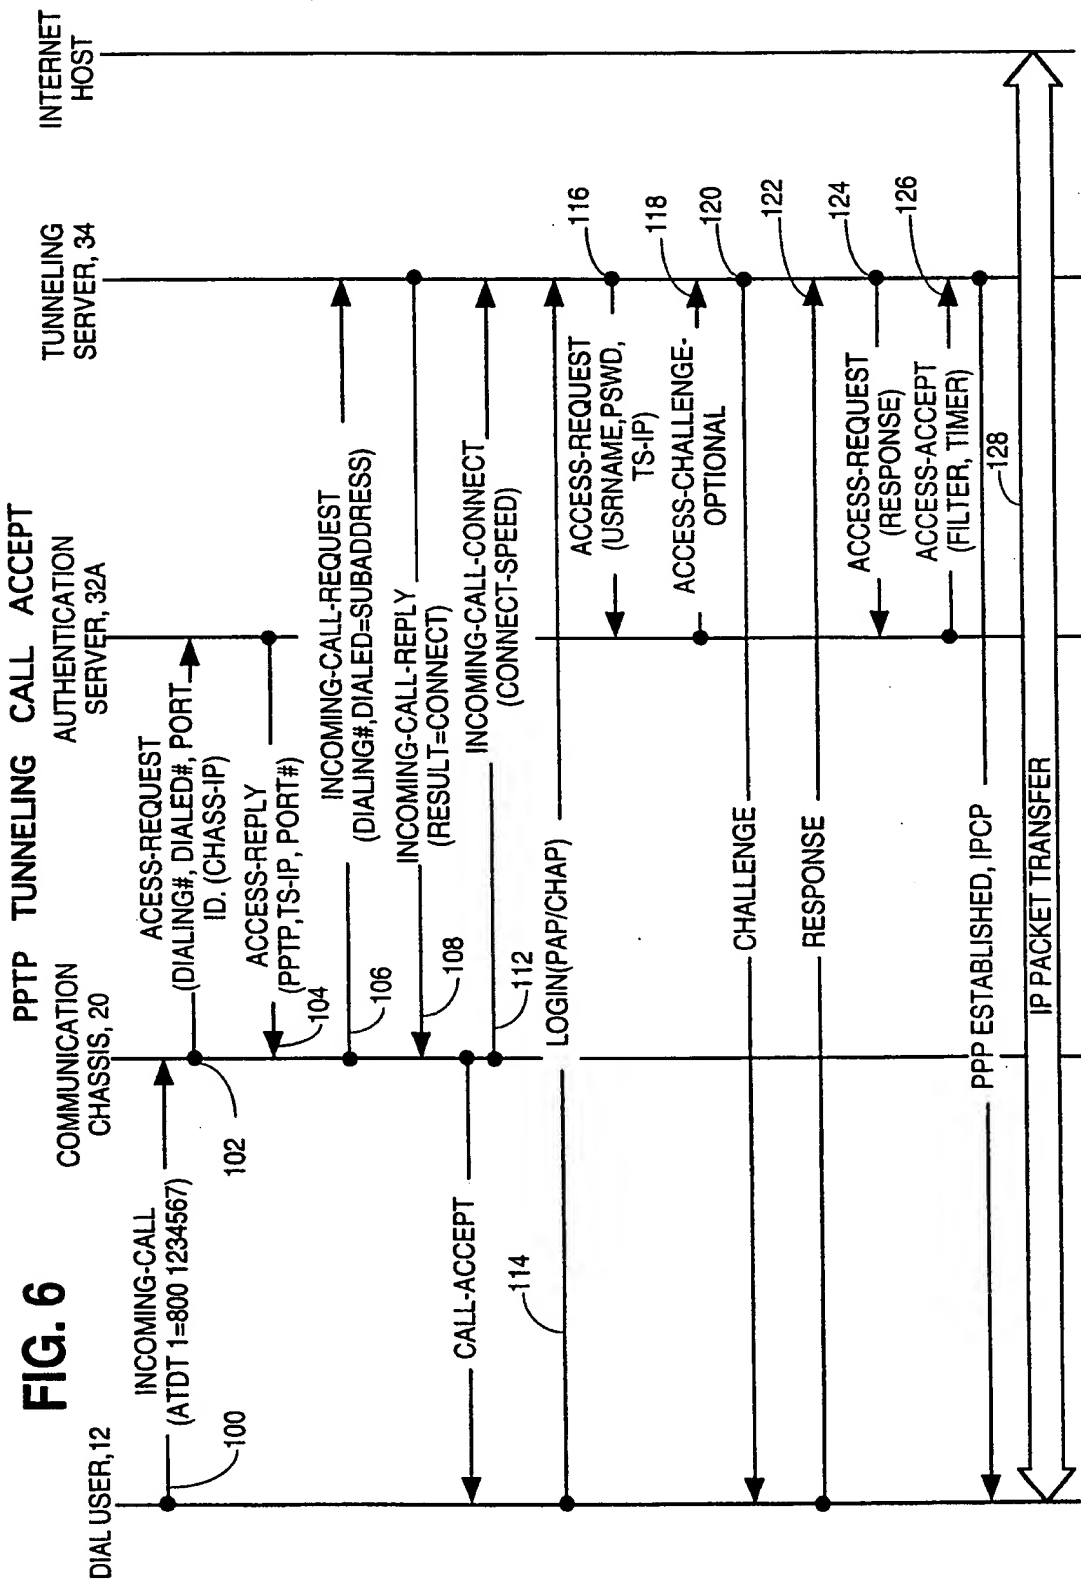 FIG. 6
PPTP TUNNELING CALL ACCEPT
DIAL USER,12
COMMUNICATION
CHASSIS, 20
AUTHENTICATION
SERVER, 32A
TUNNELING
SERVER, 34
INTERNET
HOST
INCOMING-CALL
(ATDT 1=800 1234567)
100
ACESS-REQUEST
(DIALING#, DIALED#, PORT
ID. (CHASS-IP)
102
ACCESS-REPLY
(PPTP,TS-IP, PORT#)
104
INCOMING-CALL-REQUEST
(DIALING#,DIALED=SUBADDRESS)
106
INCOMING-CALL-REPLY
(RESULT=CONNECT)
108
CALL-ACCEPT
INCOMING-CALL-CONNECT
(CONNECT-SPEED)
112
LOGIN(PAP/CHAP)
114
ACCESS-REQUEST
(USRNAME,PSWD,
TS-IP)
116
ACCESS-CHALLENGE-
OPTIONAL
118
CHALLENGE
120
RESPONSE
122
ACCESS-REQUEST
(RESPONSE)
124
ACCESS-ACCEPT
(FILTER, TIMER)
126
PPP ESTABLISHED, IPCP
IP PACKET TRANSFER
128